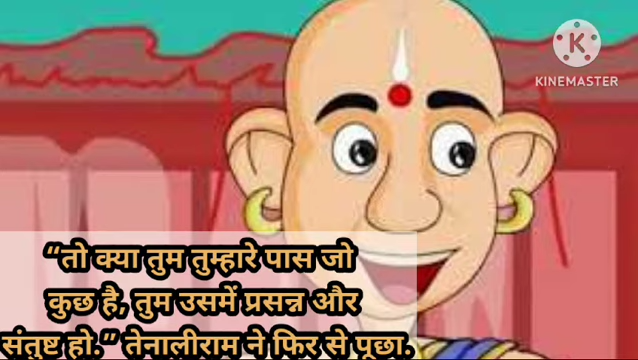 K
KINEMASTER
“तो क्या तुम तुम्हारे पास जो
कुछ है, तुम उसमें प्रसन्न और
संतुष्ट हो.” तेनालीराम ने फिर से पूछा.